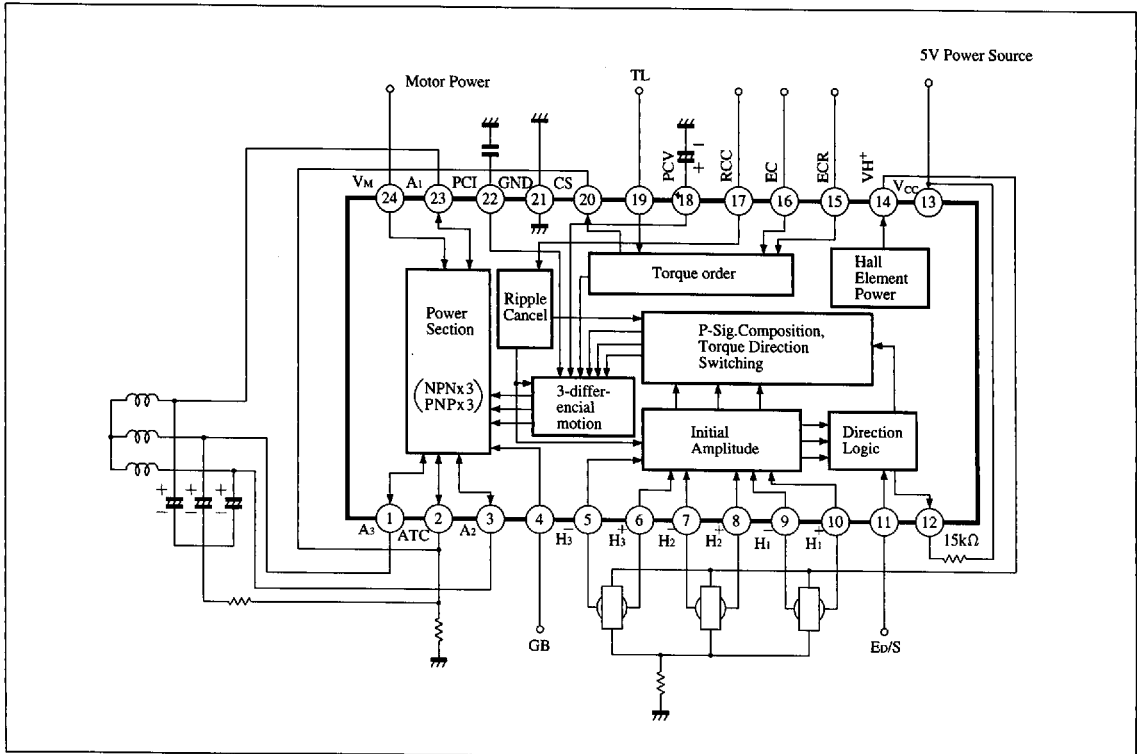 5V Power Source
Motor Power
TL
PCV
RCC
EC
ECR
VH+
VM
A1
PCI
GND
CS
VCC
+ −
24
23
22
21
20
19
18
17
16
15
14
13
Torque order
Hall
Element
Power
Power
Section
(NPNx3
PNPx3)
Ripple
Cancel
P-Sig.Composition,
Torque Direction
Switching
3-differ-
encial
motion
Initial
Amplitude
Direction
Logic
+ + +
− − −
1
2
3
4
5
6
7
8
9
10
11
12
A3
ATC
A2
H3−
H3+
H2−
H2+
H1−
H1+
15kΩ
GB
ED/S